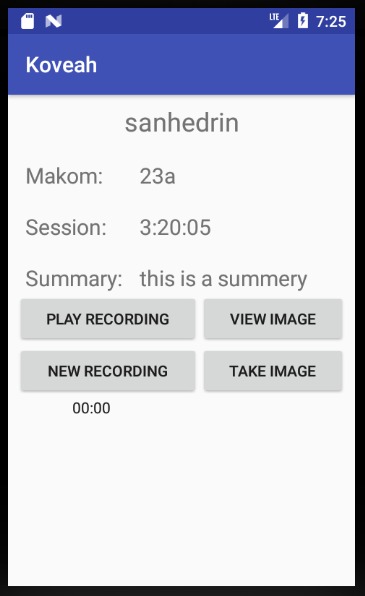 LTE 7:25
Koveah
sanhedrin
Makom: 23a
Session: 3:20:05
Summary: this is a summery
PLAY RECORDING VIEW IMAGE
NEW RECORDING TAKE IMAGE
00:00